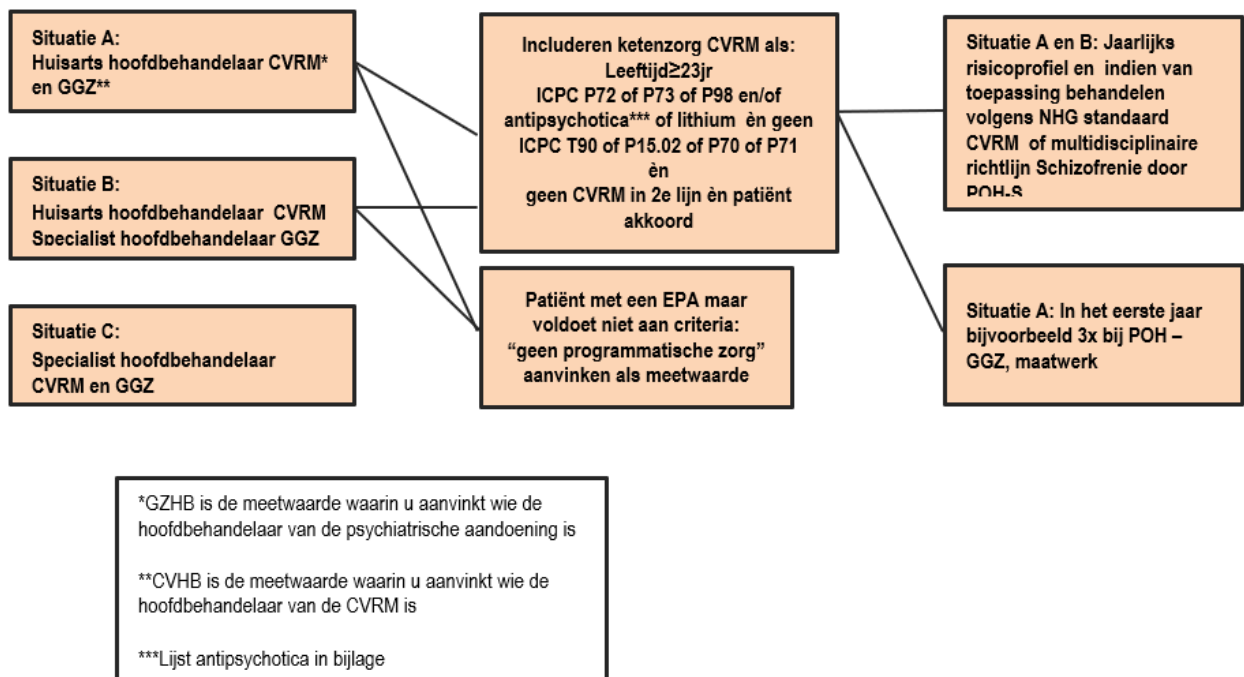 Situatie A:
Huisarts hoofdbehandelaar CVRM*
en GGZ**
Situatie B:
Huisarts hoofdbehandelaar CVRM
Specialist hoofdbehandelaar GGZ
Situatie C:
Specialist hoofdbehandelaar
CVRM en GGZ
Includeren ketenzorg CVRM als:
Leeftijd≥23jr
ICPC P72 of P73 of P98 en/of
antipsychotica*** of lithium èn geen
ICPC T90 of P15.02 of P70 of P71
èn
geen CVRM in 2e lijn èn patiënt
akkoord
Patiënt met een EPA maar
voldoet niet aan criteria:
“geen programmatische zorg”
aanvinken als meetwaarde
Situatie A en B: Jaarlijks
risicoprofiel en indien van
toepassing behandelen
volgens NHG standaard
CVRM of multidisciplinaire
richtlijn Schizofrenie door
POH-S
Situatie A: In het eerste jaar
bijvoorbeeld 3x bij POH –
GGZ, maatwerk
*GZHB is de meetwaarde waarin u aanvinkt wie de
hoofdbehandelaar van de psychiatrische aandoening is
**CVHB is de meetwaarde waarin u aanvinkt wie de
hoofdbehandelaar van de CVRM is
***Lijst antipsychotica in bijlage